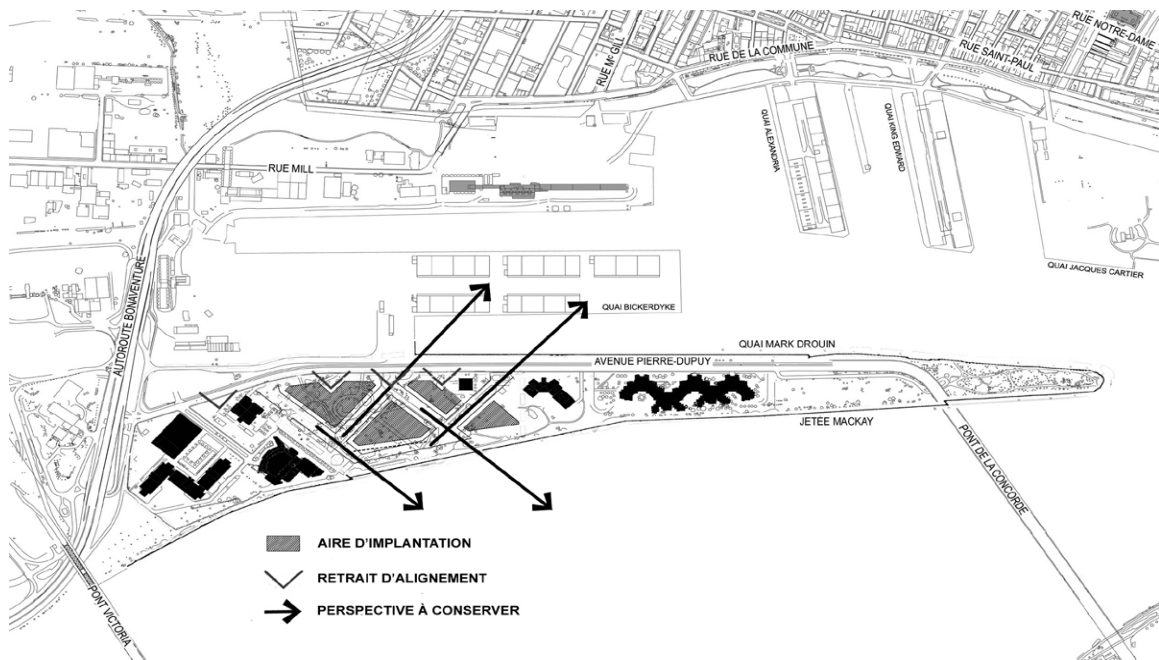 RUE NOTRE-DAME
RUE SAINT-PAUL
RUE DE LA COMMUNE
RUE McGILL
QUAI ALEXANDRIA
QUAI KING EDWARD
RUE MILL
QUAI JACQUES CARTIER
AUTOROUTE BONAVENTURE
QUAI BICKERDYKE
QUAI MARK DROUIN
AVENUE PIERRE-DUPUY
JETÉE MACKAY
PONT DE LA CONCORDE
PONT VICTORIA
AIRE D'IMPLANTATION
RETRAIT D'ALIGNEMENT
PERSPECTIVE À CONSERVER